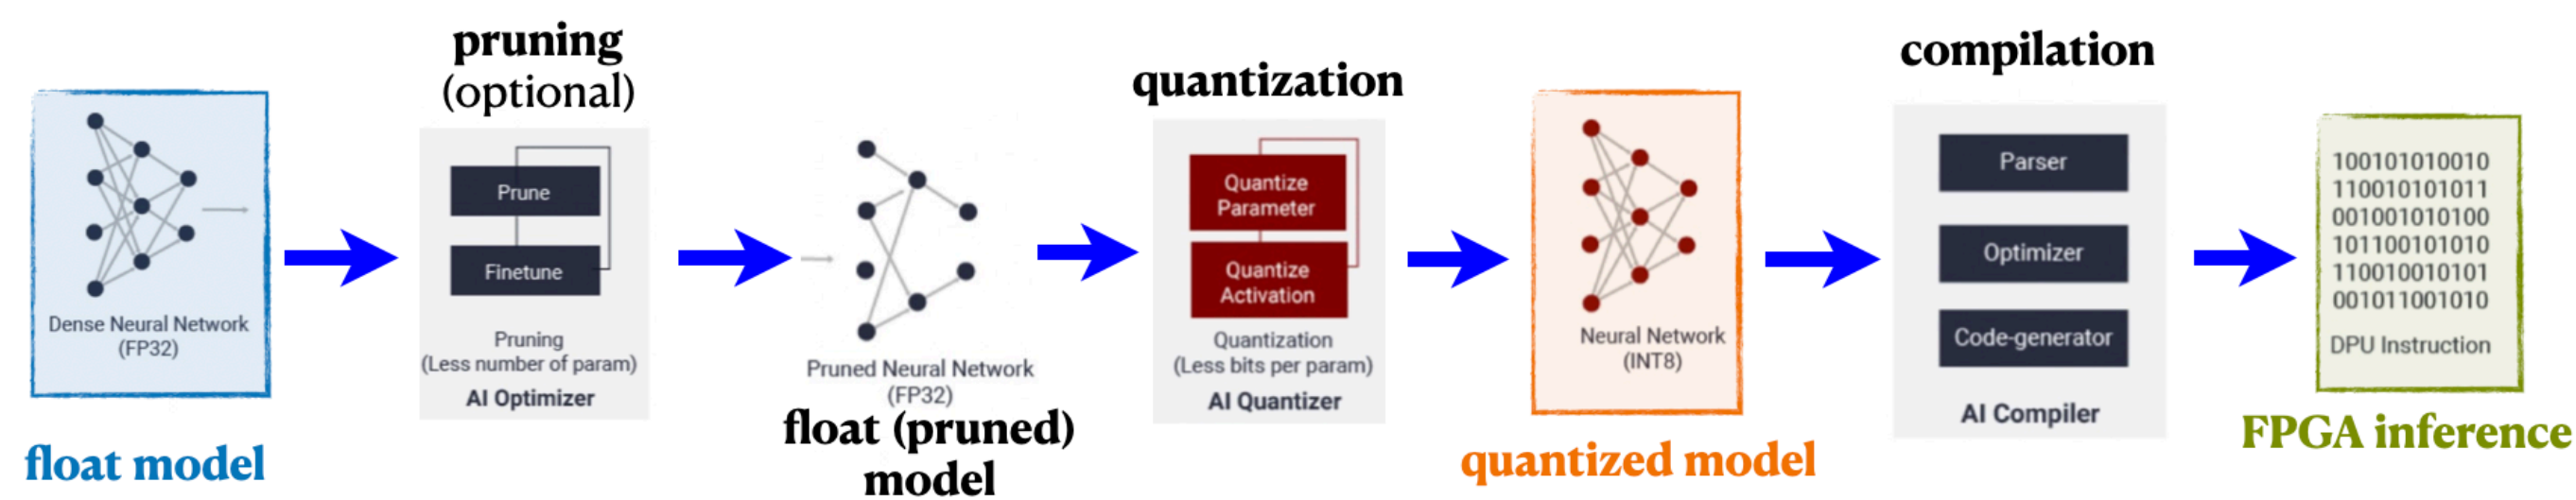 Dense Neural Network
(FP32)
float model
pruning
(optional)
Prune
Finetune
Pruning
(Less number of param)
AI Optimizer
Pruned Neural Network
(FP32)
float (pruned)
model
quantization
Quantize
Parameter
Quantize
Activation
Quantization
(Less bits per param)
AI Quantizer
Neural Network
(INT8)
quantized model
compilation
Parser
Optimizer
Code-generator
AI Compiler
100101010010
110010101011
001001010100
101100101010
110010010101
001011001010
DPU Instruction
FPGA inference